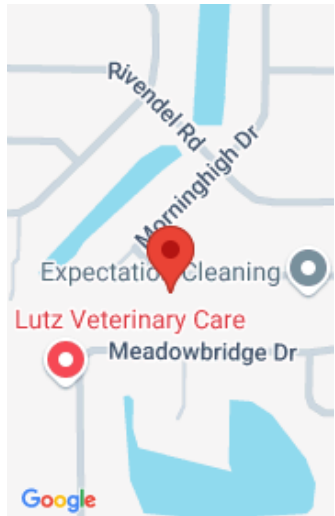 Rivendel Rd
Morninghigh Dr
Expectation Cleaning
Lutz Veterinary Care
Meadowbridge Dr
Google